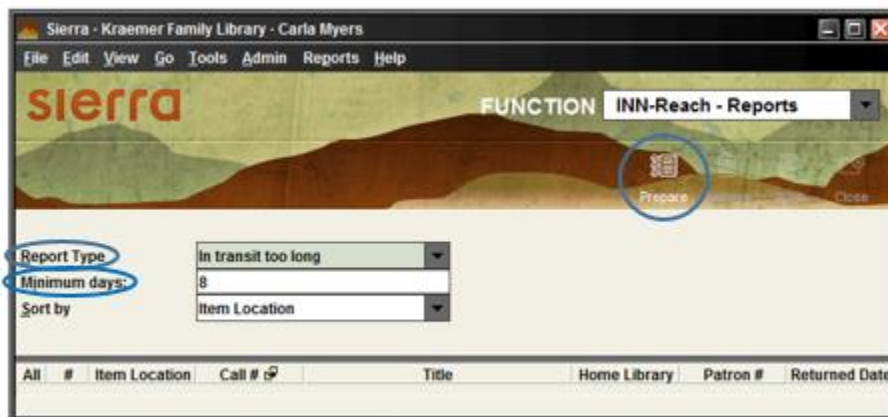 Sierra - Kraemer Family Library - Carla Myers
File Edit View Go Tools Admin Reports Help
sierra
FUNCTION INN-Reach - Reports
Prepare Close
Report Type In transit too long
Minimum days: 8
Sort by Item Location
All # Item Location Call # Title Home Library Patron # Returned Date